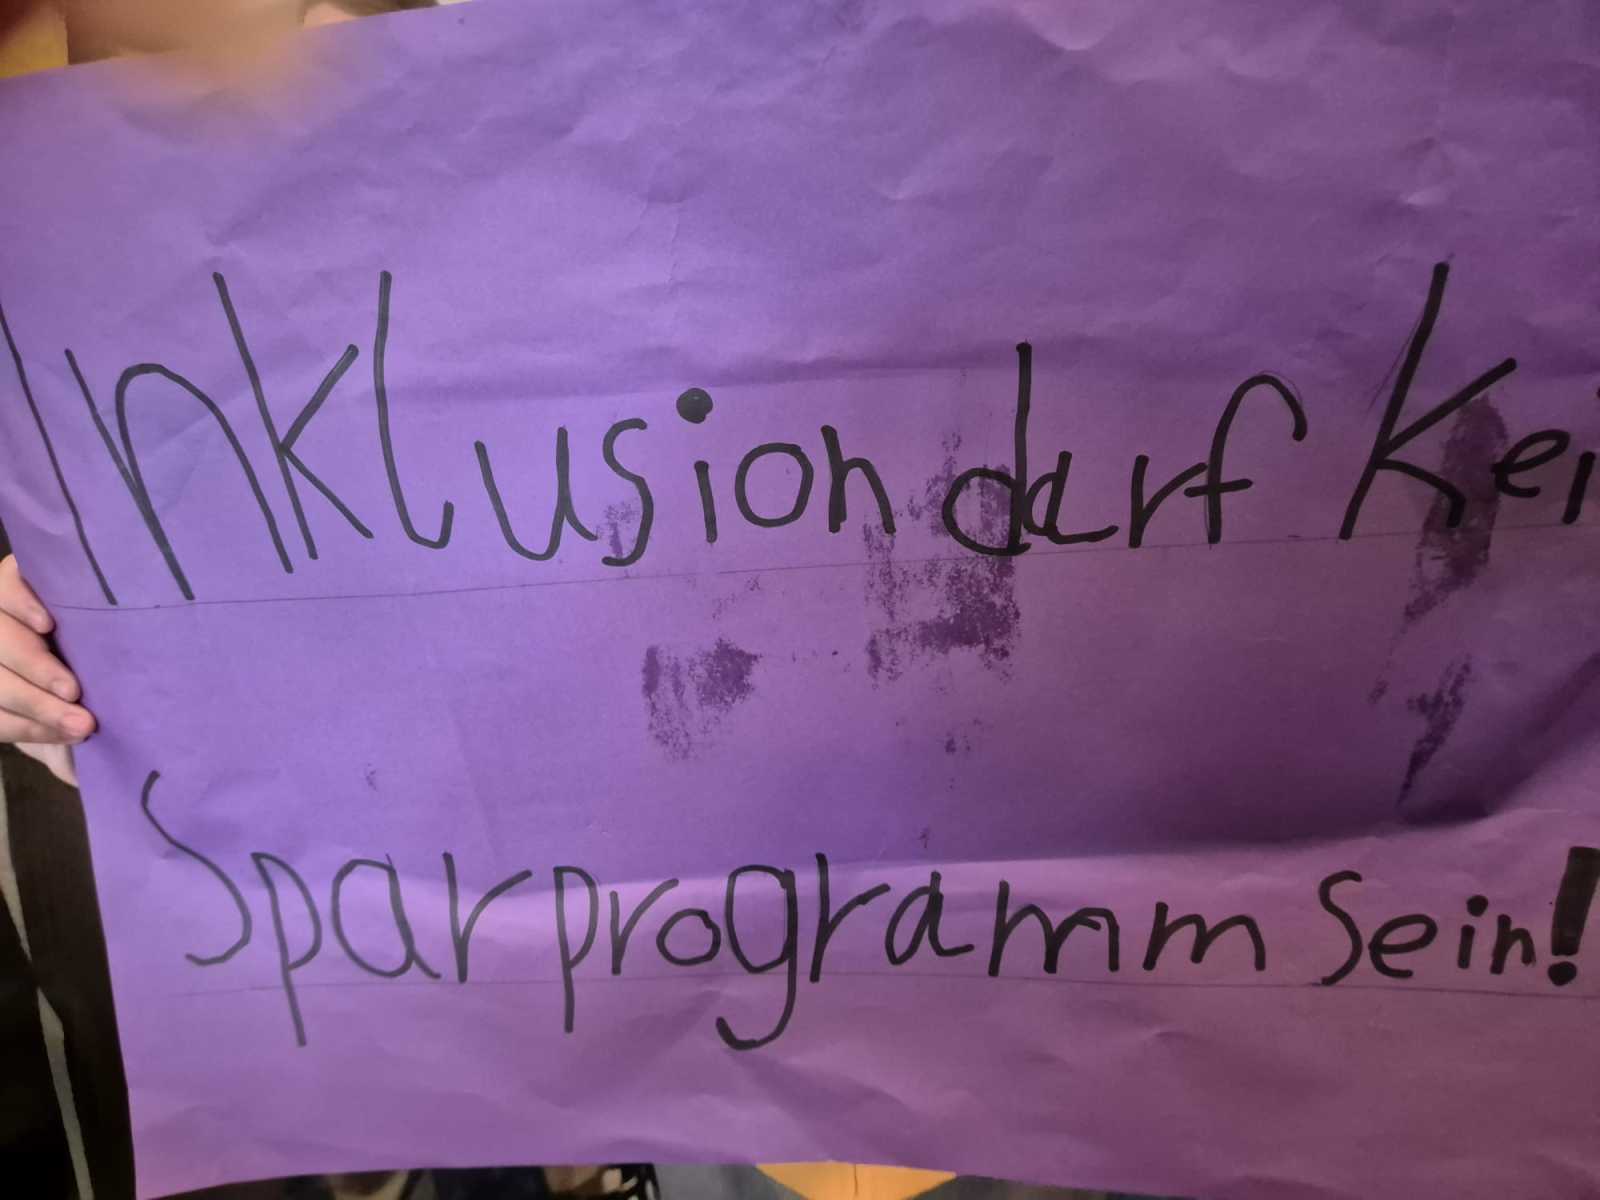 Inklusion darf Kei
Sparprogramm sein!